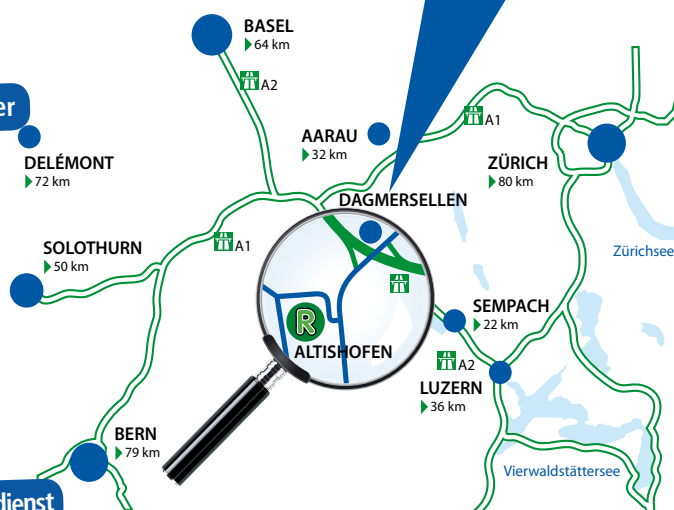 BASEL
64 km
A2
er
AARAU
32 km
A1
DELÉMONT
72 km
ZÜRICH
80 km
DAGMERSELLEN
SOLOTHURN
50 km
A1
Zürichsee
SEMPACH
22 km
R
ALTISHOFEN
A2
LUZERN
36 km
BERN
79 km
Vierwaldstättersee
dienst